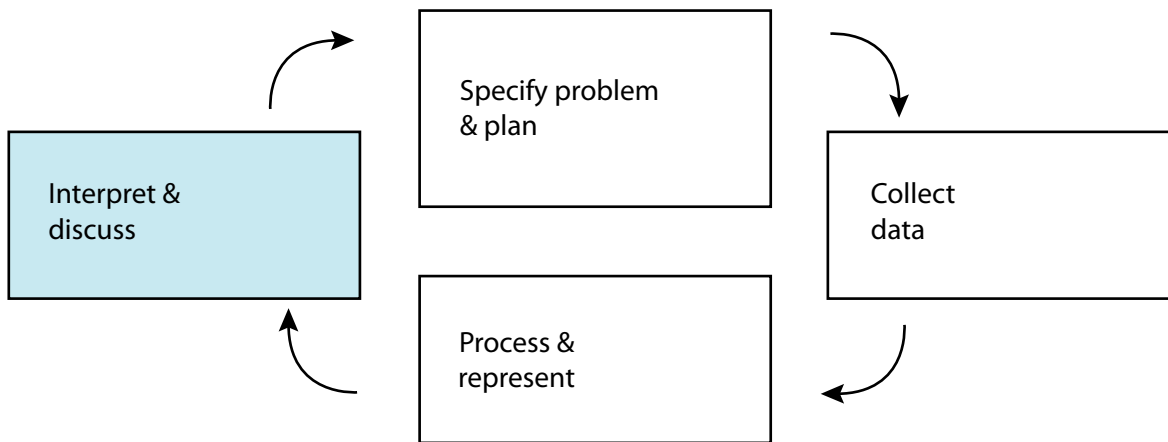 Specify problem
& plan
Interpret &
discuss
Collect
data
Process &
represent